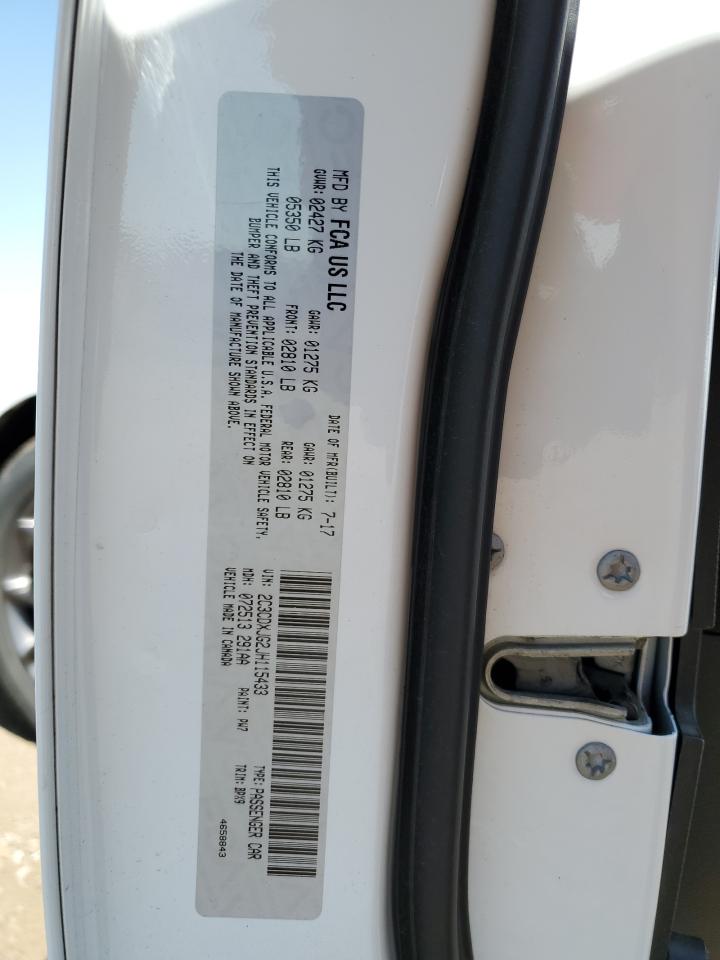 MFD BY FCA US LLC
DATE OF MFR(BUILT): 7-17
GVWR: 02427 KG GAWR: 01275 KG GAWR: 01275 KG
05350 LB FRONT: 02810 LB REAR: 02810 LB
THIS VEHICLE CONFORMS TO ALL APPLICABLE U.S.A. FEDERAL MOTOR VEHICLE SAFETY,
BUMPER AND THEFT PREVENTION STANDARDS IN EFFECT ON
THE DATE OF MANUFACTURE SHOWN ABOVE.
VIN: 2C3CDXJG2JH115433 TYPE: PASSENGER CAR
MDH: 072513 291AA PAINT: PW7 TRIM: BPX9
VEHICLE MADE IN CANADA
4658843